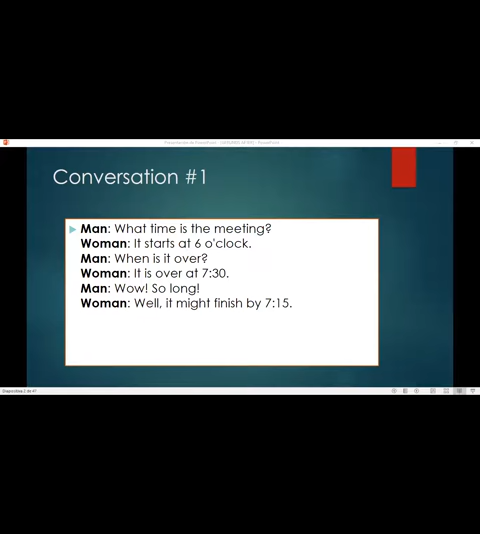 Conversation #1
Man: What time is the meeting?
Woman: It starts at 6 o'clock.
Man: When is it over?
Woman: It is over at 7:30.
Man: Wow! So long!
Woman: Well, it might finish by 7:15.